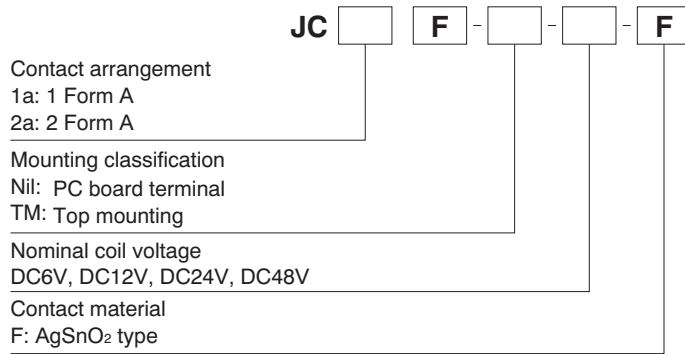 JC F - - - F
Contact arrangement
1a: 1 Form A
2a: 2 Form A
Mounting classification
Nil: PC board terminal
TM: Top mounting
Nominal coil voltage
DC6V, DC12V, DC24V, DC48V
Contact material
F: AgSnO₂ type